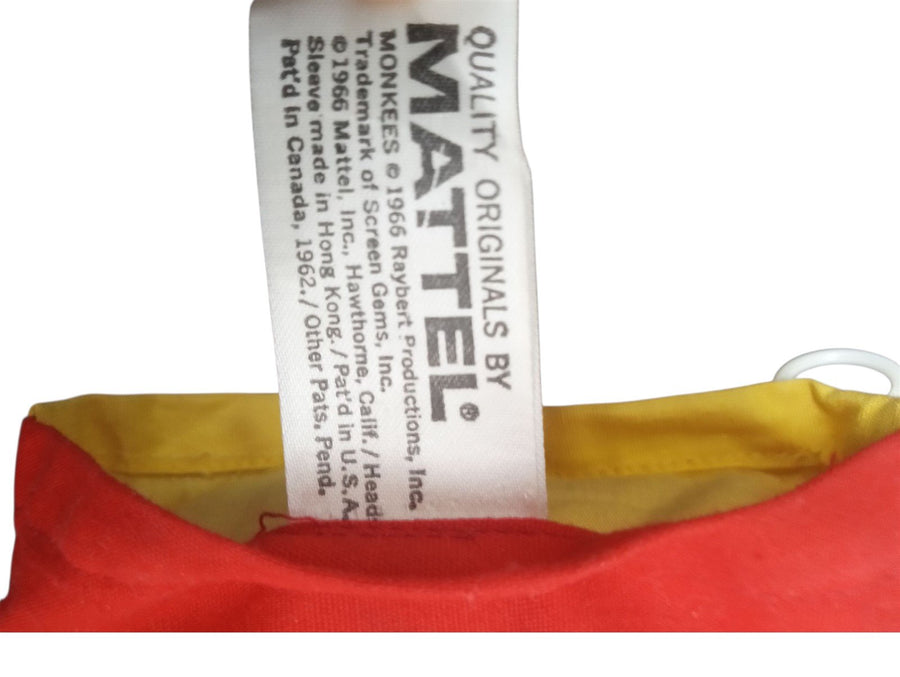 QUALITY ORIGINALS BY
MATTEL®
MONKEES © 1966 Raybert Productions, Inc.
Trademark of Screen Gems, Inc.
© 1966 Mattel, Inc., Hawthorne, Calif. / Head
Sleeve made in Hong Kong. / Pat'd in U.S.A.
Pat'd in Canada, 1962. / Other Pats. Pend.